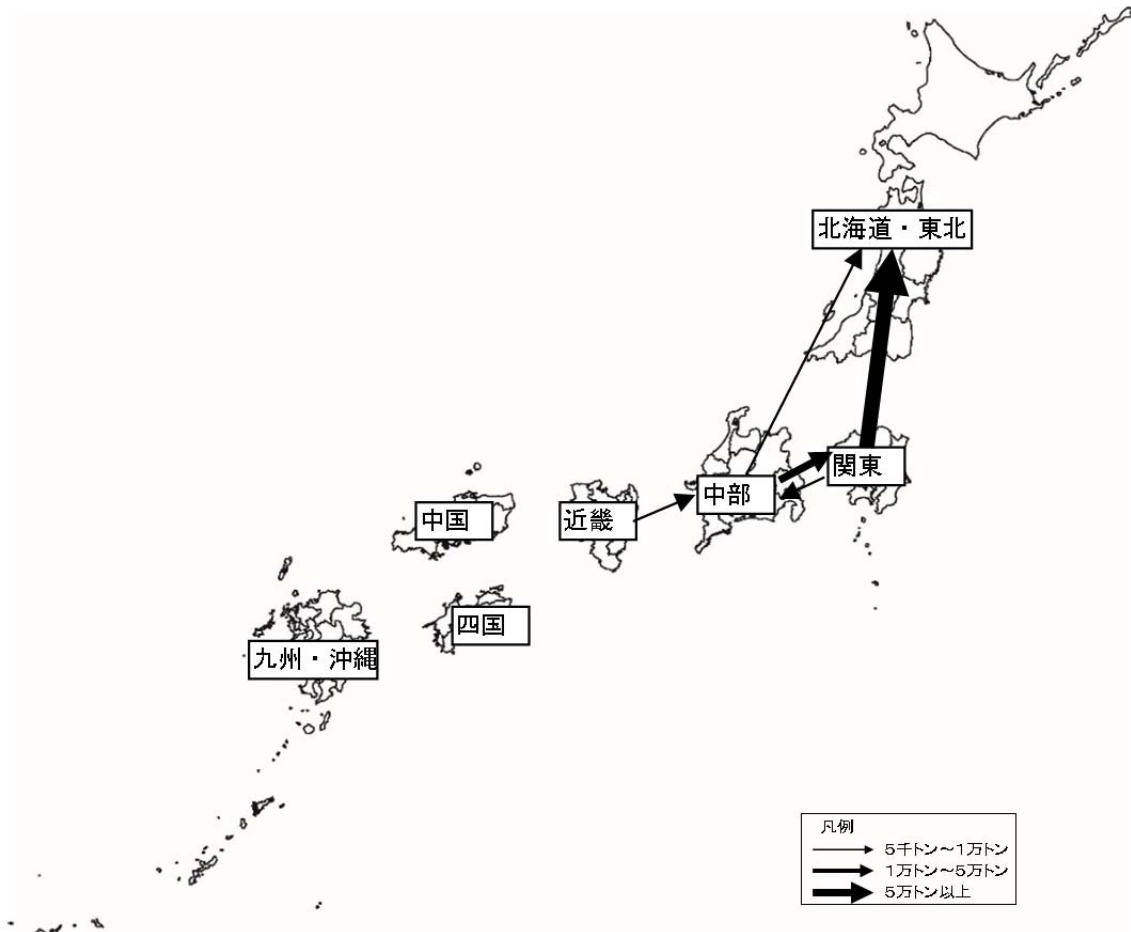 北海道・東北
関東
中部
近畿
中国
四国
九州・沖縄
凡例
5千トン～1万トン
1万トン～5万トン
5万トン以上